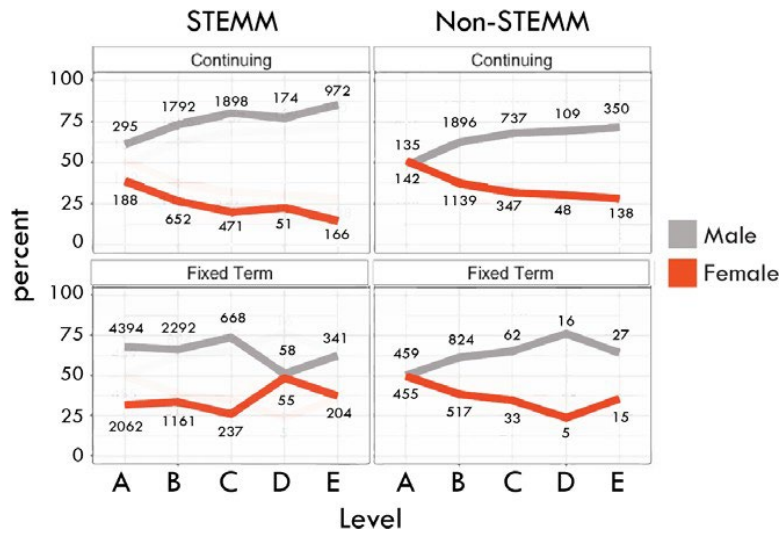 STEMM Non-STEMM
Continuing Continuing
100
75
50
25
0
295 1792 1898 174 972
188 652 471 51 166
135 1896 737 109 350
142 1139 347 48 138
percent
Male
Female
Fixed Term Fixed Term
100
75
50
25
0
4394 2292 668 58 341
2062 1161 237 55 204
459 824 62 16 27
455 517 33 5 15
A B C D E A B C D E
Level